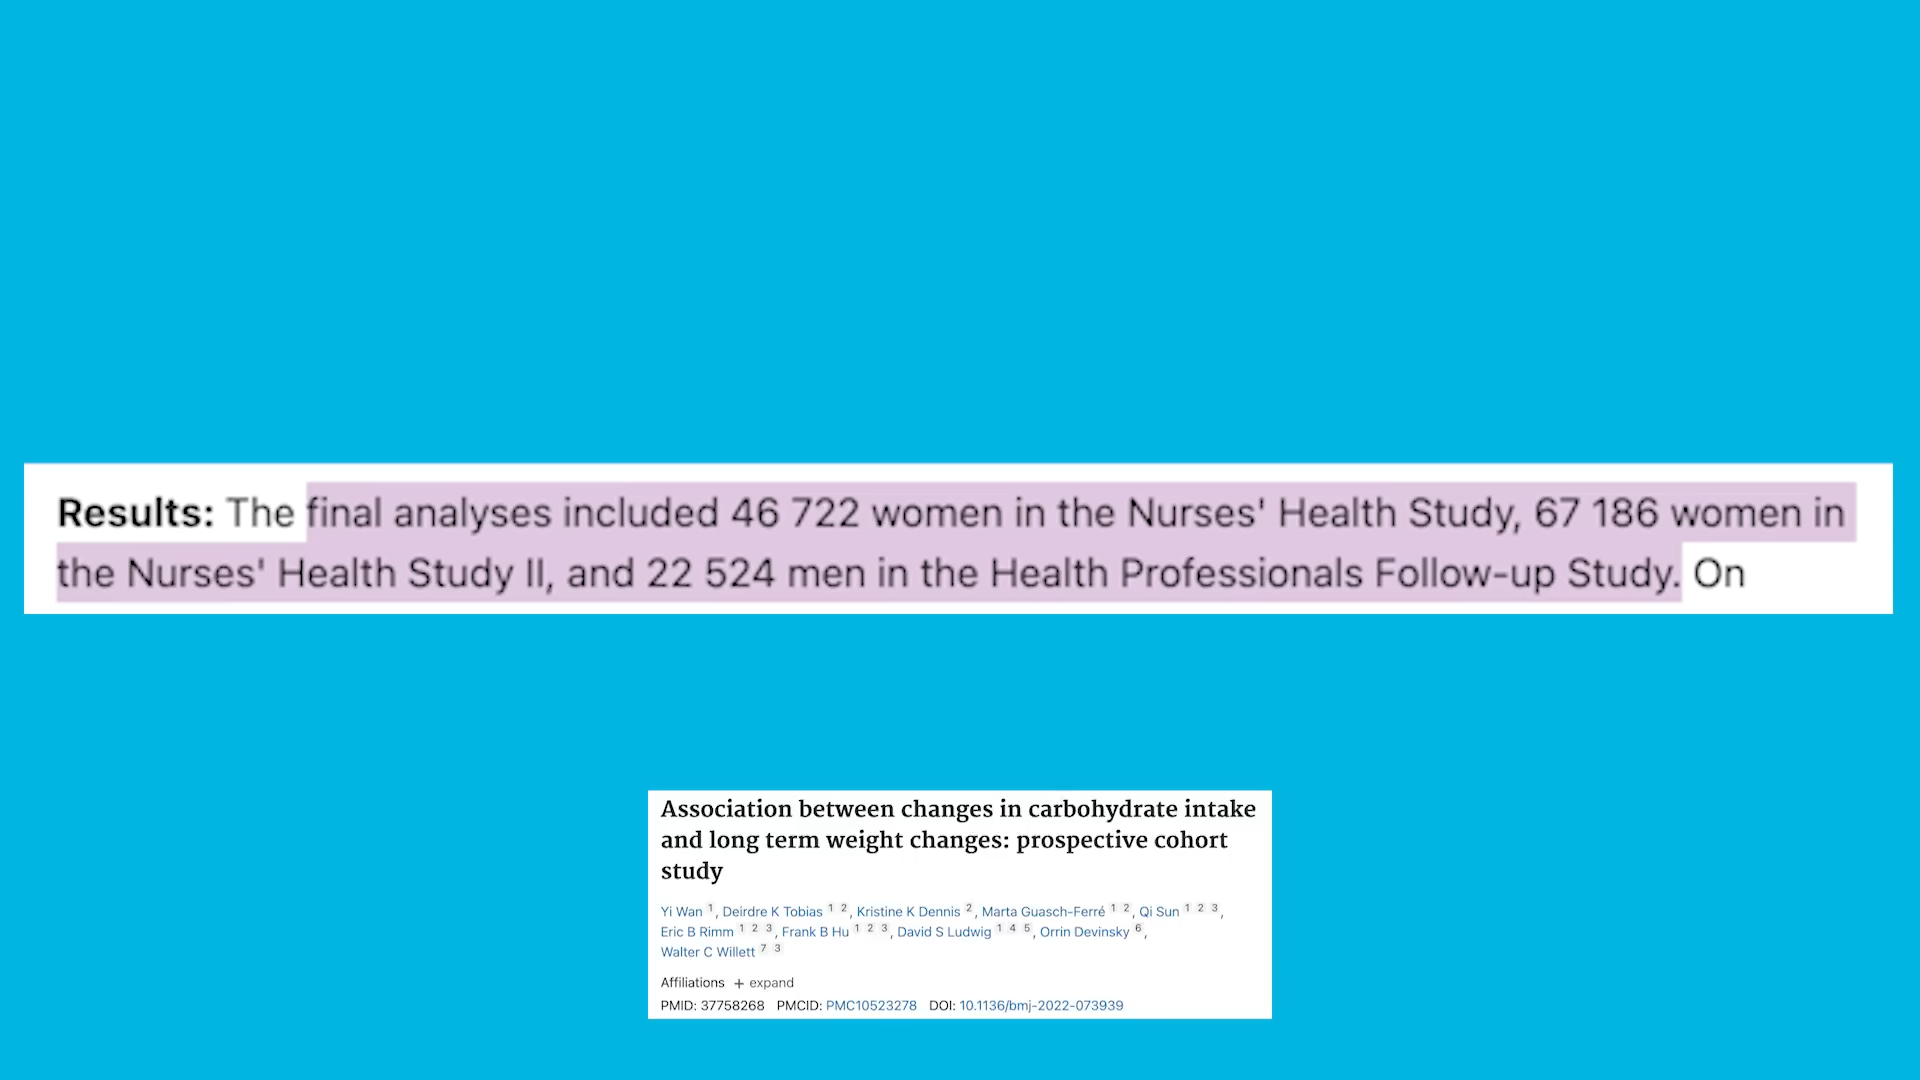 Results: The final analyses included 46 722 women in the Nurses' Health Study, 67 186 women in
the Nurses' Health Study II, and 22 524 men in the Health Professionals Follow-up Study. On
Association between changes in carbohydrate intake
and long term weight changes: prospective cohort
study
Yi Wan 1, Deirdre K Tobias 1 2, Kristine K Dennis 2, Marta Guasch-Ferré 1 2, Qi Sun 1 2 3,
Eric B Rimm 1 2 3, Frank B Hu 1 2 3, David S Ludwig 1 4 5, Orrin Devinsky 6,
Walter C Willett 7 3
Affiliations + expand
PMID: 37758268 PMCID: PMC10523278 DOI: 10.1136/bmj-2022-073939